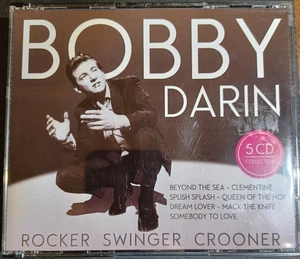 BOBBY
DARIN
5 CD
COLLECTION
BEYOND THE SEA – CLEMENTINE
SPLISH SPLASH – QUEEN OF THE HOP
DREAM LOVER – MACK THE KNIFE
SOMEBODY TO LOVE
ROCKER SWINGER CROONER